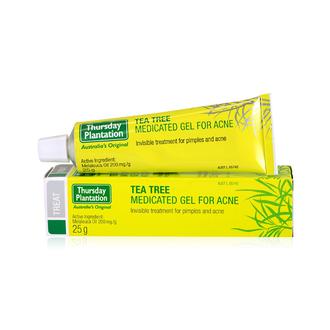 Thursday
Plantation
Australia's Original
TEA TREE
MEDICATED GEL FOR ACNE
Invisible treatment for pimples and acne
Active Ingredient:
Melaleuca Oil 200 mg/g
25g
TREAT
Thursday
Plantation
Australia's Original
TEA TREE
MEDICATED GEL FOR ACNE
Invisible treatment for pimples and acne
Active Ingredient:
Melaleuca Oil 200 mg/g
25g